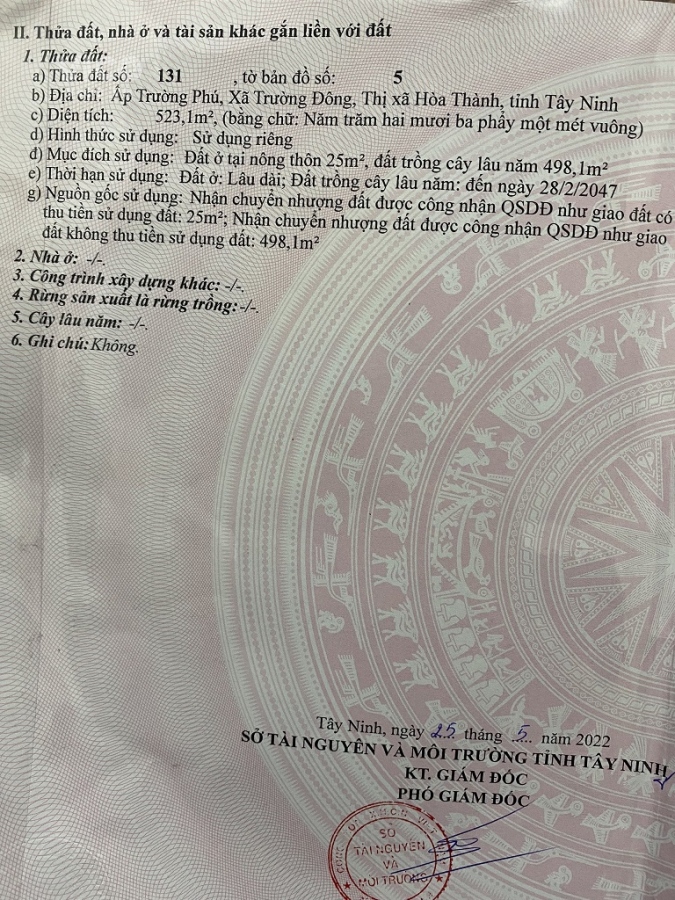 II. Thửa đất, nhà ở và tài sản khác gắn liền với đất
1. Thửa đất:
a) Thửa đất số: 131 , tờ bản đồ số: 5
b) Địa chỉ: Ấp Trường Phú, Xã Trường Đông, Thị xã Hòa Thành, tỉnh Tây Ninh
c) Diện tích: 523,1m², (bằng chữ: Năm trăm hai mươi ba phẩy một mét vuông)
d) Hình thức sử dụng: Sử dụng riêng
đ) Mục đích sử dụng: Đất ở tại nông thôn 25m², đất trồng cây lâu năm 498,1m²
e) Thời hạn sử dụng: Đất ở: Lâu dài; Đất trồng cây lâu năm: đến ngày 28/2/2047
g) Nguồn gốc sử dụng: Nhận chuyển nhượng đất được công nhận QSDĐ như giao đất có
thu tiền sử dụng đất: 25m²; Nhận chuyển nhượng đất được công nhận QSDĐ như giao
đất không thu tiền sử dụng đất: 498,1m²
2. Nhà ở: -/-.
3. Công trình xây dựng khác: -/-.
4. Rừng sản xuất là rừng trồng: -/-.
5. Cây lâu năm: -/-.
6. Ghi chú: Không.
Tây Ninh, ngày 25 tháng 5 năm 2022
SỞ TÀI NGUYÊN VÀ MÔI TRƯỜNG TỈNH TÂY NINH
KT. GIÁM ĐỐC
PHÓ GIÁM ĐỐC
SỞ
TÀI NGUYÊN
VÀ
MÔI TRƯỜNG